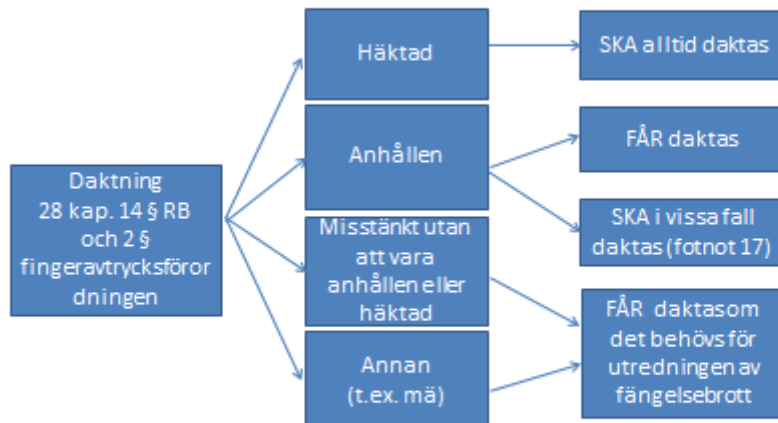 Daktning
28 kap. 14 § RB
och 2 §
fingeravtrycksföror
dningen
Häktad
Anhållen
Misstänkt utan
att vara
anhållen eller
häktad
Annan
(t.ex. mä)
SKA alltid daktas
FÅR daktas
SKA i vissa fall
daktas (fotnot 17)
FÅR daktas om
det behövs för
utredningen av
fängelsebrott